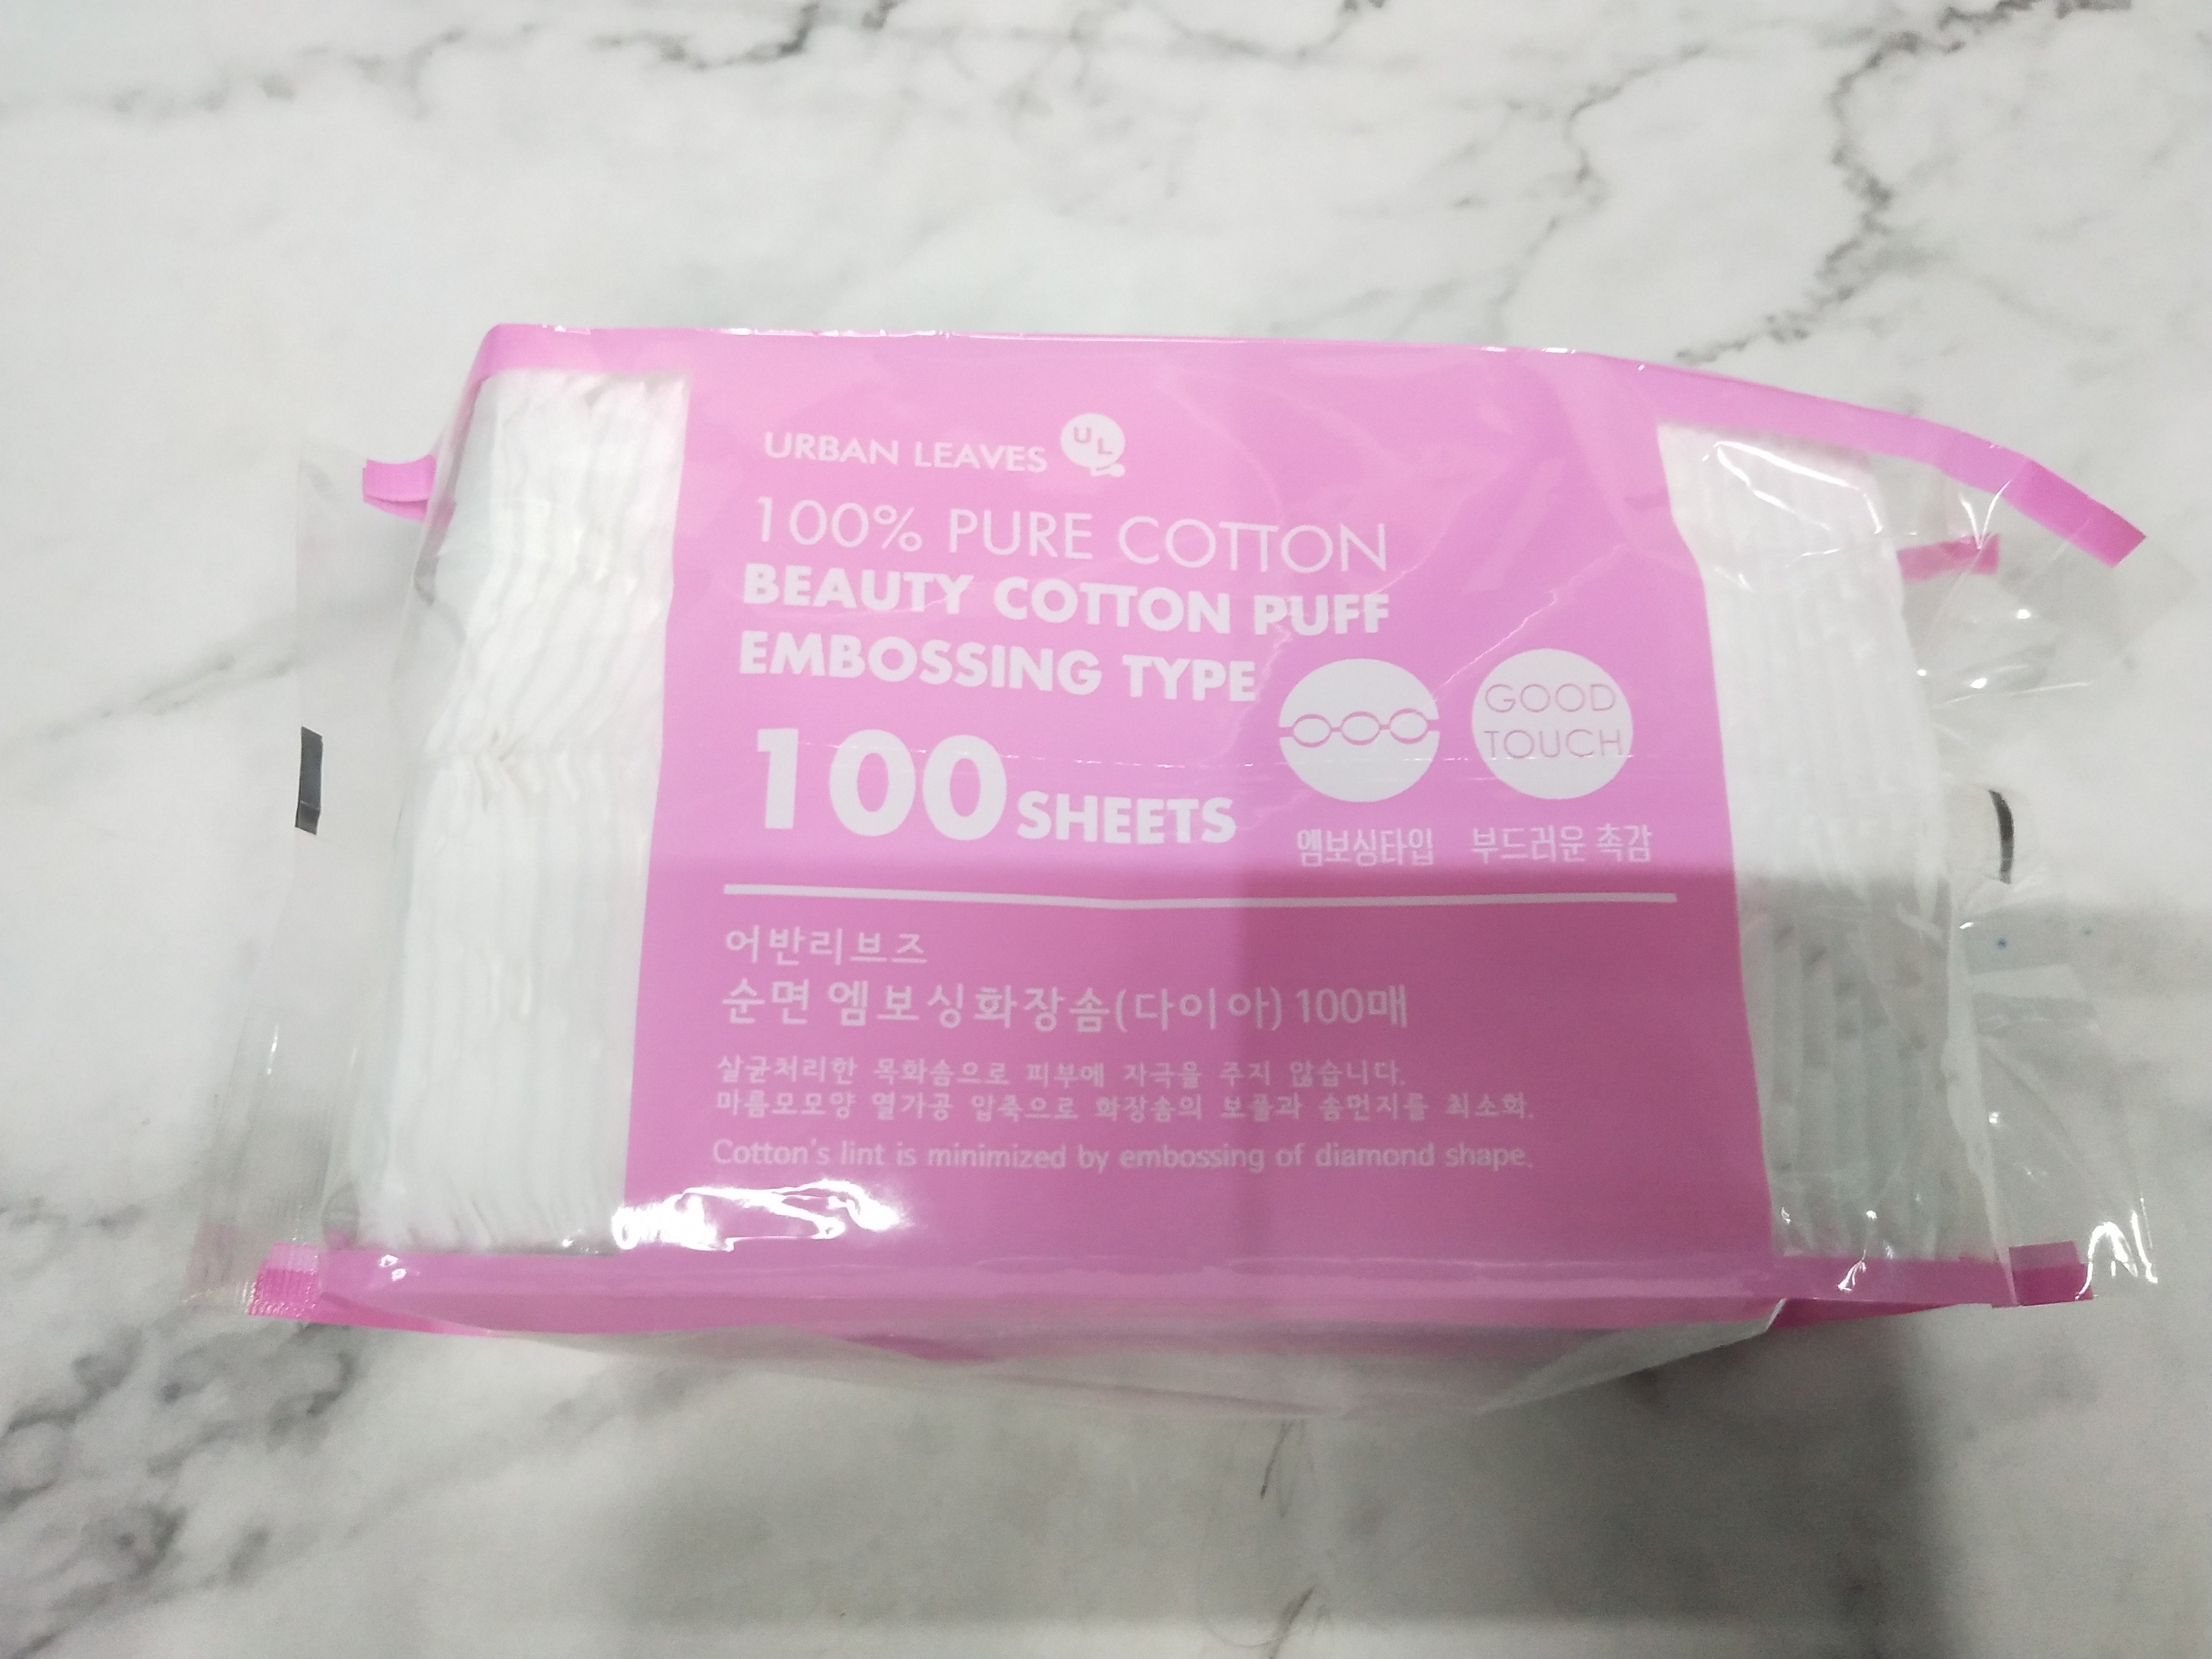 URBAN LEAVES UL
100% PURE COTTON
BEAUTY COTTON PUFF
EMBOSSING TYPE
100 SHEETS
엠보싱타입
GOOD
TOUCH
부드러운 촉감
어반리브즈
순면 엠보싱화장솜(다이아) 100매
살균처리한 목화솜으로 피부에 자극을 주지 않습니다.
마름모모양 열가공 압축으로 화장솜의 보풀과 솜먼지를 최소화.
Cotton's lint is minimized by embossing of diamond shape.